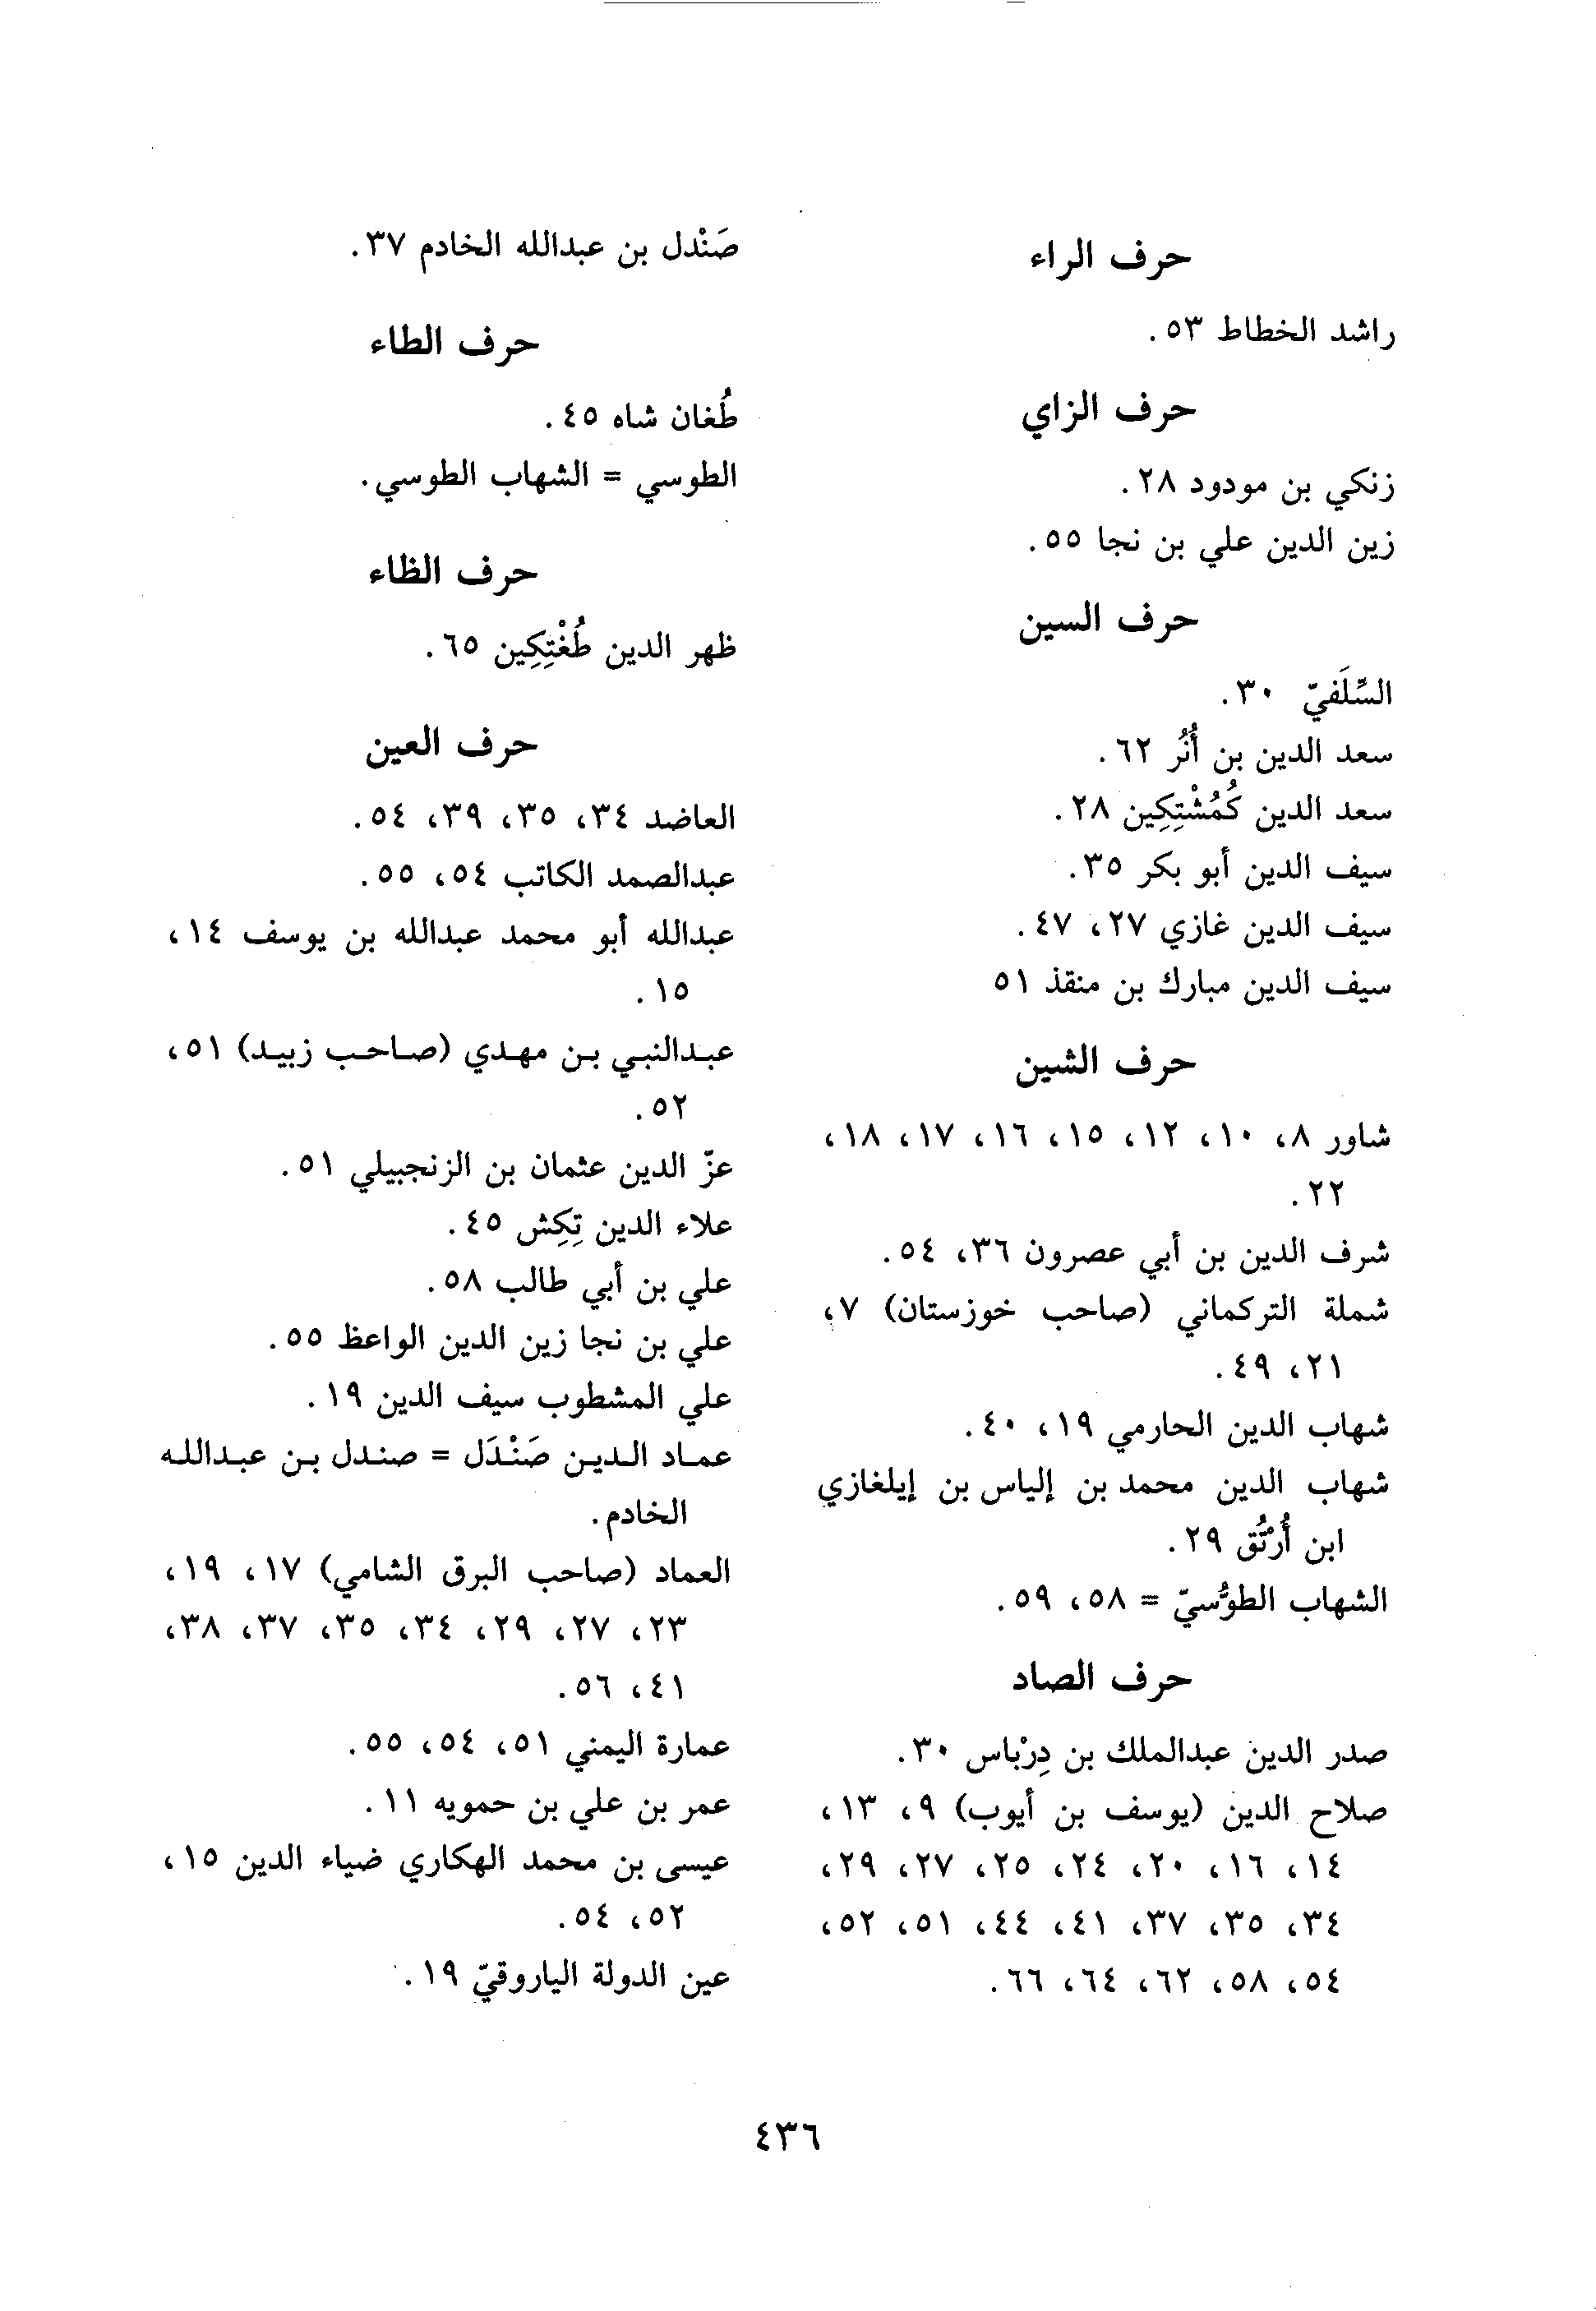 حرف الراء
راشد الخطاط ٥٣.
حرف الزاي
زنكي بن مودود ٢٨.
زين الدين علي بن نجا ٥٥.
حرف السين
السِّلَفيّ ٣٠.
سعد الدين بن أُنُر ٦٢.
سعد الدين كُمُشْتِكِين ٢٨.
سيف الدين أبو بكر ٣٥.
سيف الدين غازي ٢٧، ٤٧.
سيف الدين مبارك بن منقذ ٥١
حرف الشين
شاور ٨، ١٠، ١٢، ١٥، ١٦، ١٧، ١٨،
٢٢.
شرف الدين بن أبي عصرون ٣٦، ٥٤.
شملة التركماني (صاحب خوزستان) ٧،
٢١، ٤٩.
شهاب الدين الحارمي ١٩، ٤٠.
شهاب الدين محمد بن إلياس بن إيلغازي
ابن أُرْتُق ٢٩.
الشهاب الطوُسيّ = ٥٨، ٥٩.
حرف الصاد
صدر الدين عبدالملك بن دِرْباس ٣٠.
صلاح الدين (يوسف بن أيوب) ٩، ١٣،
١٤، ١٦، ٢٠، ٢٤، ٢٥، ٢٧، ٢٩،
٣٤، ٣٥، ٣٧، ٤١، ٤٤، ٥١، ٥٢،
٥٤، ٥٨، ٦٢، ٦٤، ٦٦.
صَنْدل بن عبدالله الخادم ٣٧.
حرف الطاء
طُغان شاه ٤٥.
الطوسي = الشهاب الطوسي.
حرف الظاء
ظهر الدين طُغْتِكِين ٦٥.
حرف العين
العاضد ٣٤، ٣٥، ٣٩، ٥٤.
عبدالصمد الكاتب ٥٤، ٥٥.
عبدالله أبو محمد عبدالله بن يوسف ١٤،
١٥.
عبدالنبي بن مهدي (صاحب زبيد) ٥١،
٥٢.
عزّ الدين عثمان بن الزنجبيلي ٥١.
علاء الدين تِكِش ٤٥.
علي بن أبي طالب ٥٨.
علي بن نجا زين الدين الواعظ ٥٥.
علي المشطوب سيف الدين ١٩.
عماد الدين صَنْدَل = صندل بن عبدالله
الخادم.
العماد (صاحب البرق الشامي) ١٧، ١٩،
٢٣، ٢٧، ٢٩، ٣٤، ٣٥، ٣٧، ٣٨،
٤١، ٥٦.
عمارة اليمني ٥١، ٥٤، ٥٥.
عمر بن علي بن حمويه ١١.
عيسى بن محمد الهكاري ضياء الدين ١٥،
٥٢، ٥٤.
عين الدولة الياروقيّ ١٩.
٤٣٦